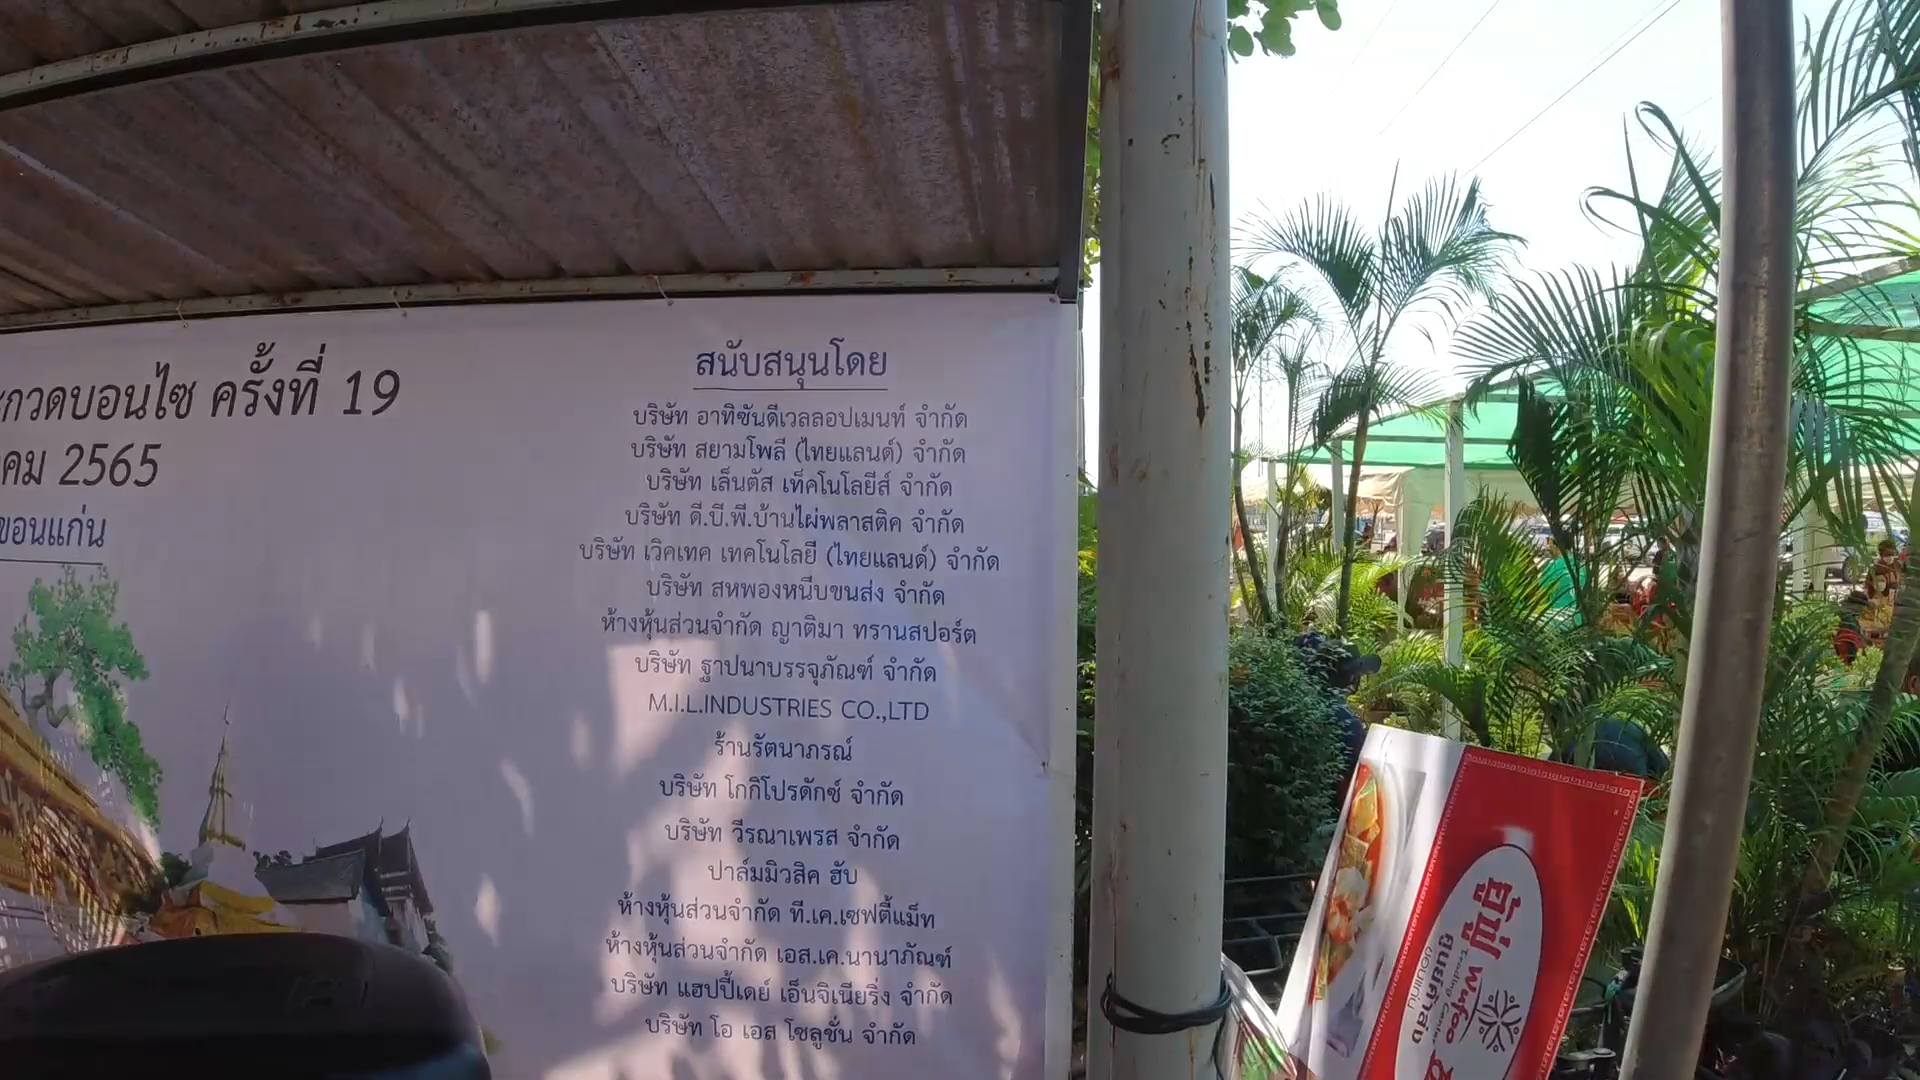 กวดบอนไซ ครั้งที่ 19
คม 2565
ขอนแก่น
สนับสนุนโดย
บริษัท อาทิซันดีเวลลอปเมนท์ จำกัด
บริษัท สยามโพลี (ไทยแลนด์) จำกัด
บริษัท เล็นตัส เท็คโนโลยีส์ จำกัด
บริษัท ดี.บี.พี.บ้านไผ่พลาสติค จำกัด
บริษัท เวิคเทค เทคโนโลยี (ไทยแลนด์) จำกัด
บริษัท สหพองหนีบขนส่ง จำกัด
ห้างหุ้นส่วนจำกัด ญาติมา ทรานสปอร์ต
บริษัท ฐาปนาบรรจุภัณฑ์ จำกัด
M.I.L.INDUSTRIES CO.,LTD
ร้านรัตนาภรณ์
บริษัท โกกิโปรดักซ์ จำกัด
บริษัท วีรณาเพรส จำกัด
ปาล์มมิวสิค ฮับ
ห้างหุ้นส่วนจำกัด ที.เค.เซฟตี้แม็ท
ห้างหุ้นส่วนจำกัด เอส.เค.นานาภัณฑ์
บริษัท แฮปปี้เดย์ เอ็นจิเนียริ่ง จำกัด
บริษัท โอ เอส โซลูชั่น จำกัด
อู้ฟู่ wufoo
Trading Center
ศูนย์ค้าส่ง
ขอนแก่น